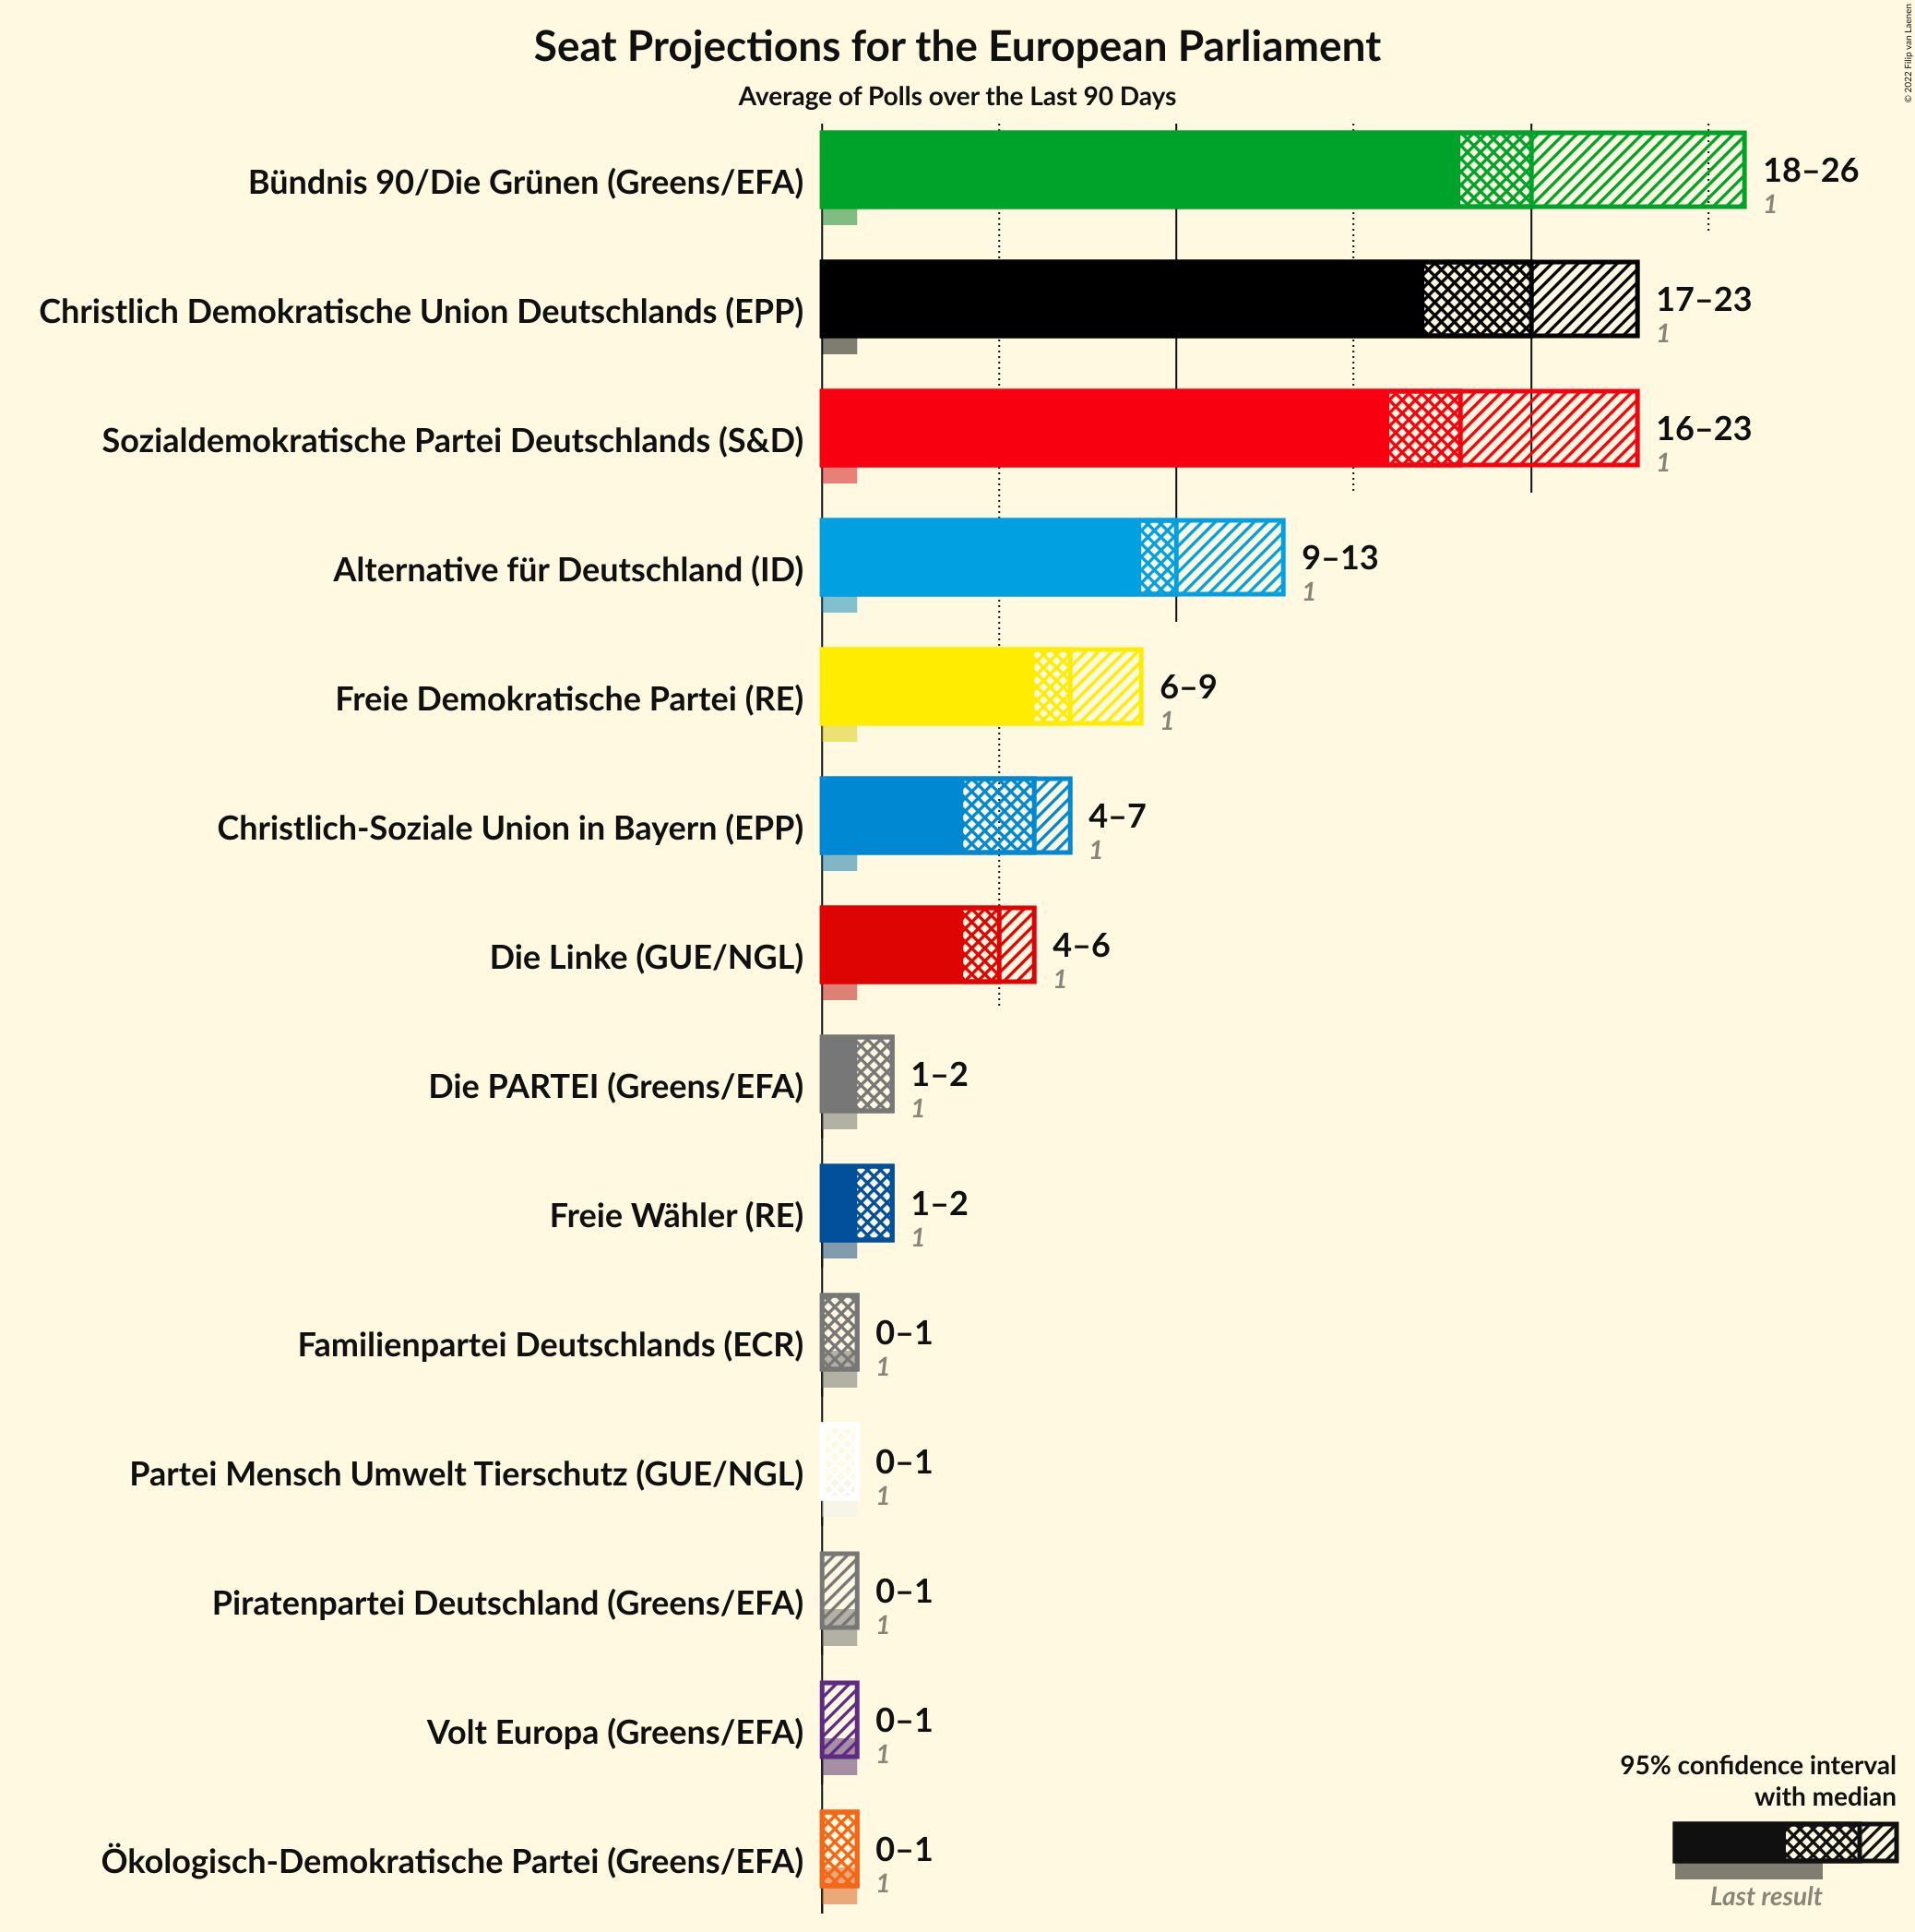 Seat Projections for the European Parliament
Average of Polls over the Last 90 Days
© 2022 Filip van Laenen
Bündnis 90/Die Grünen (Greens/EFA)
18–26
1
Christlich Demokratische Union Deutschlands (EPP)
17–23
1
Sozialdemokratische Partei Deutschlands (S&D)
16–23
1
Alternative für Deutschland (ID)
9–13
1
Freie Demokratische Partei (RE)
6–9
1
Christlich-Soziale Union in Bayern (EPP)
4–7
1
Die Linke (GUE/NGL)
4–6
1
Die PARTEI (Greens/EFA)
1–2
1
Freie Wähler (RE)
1–2
1
Familienpartei Deutschlands (ECR)
0–1
1
Partei Mensch Umwelt Tierschutz (GUE/NGL)
0–1
1
Piratenpartei Deutschland (Greens/EFA)
0–1
1
Volt Europa (Greens/EFA)
0–1
1
Ökologisch-Demokratische Partei (Greens/EFA)
0–1
1
95% confidence interval
with median
Last result